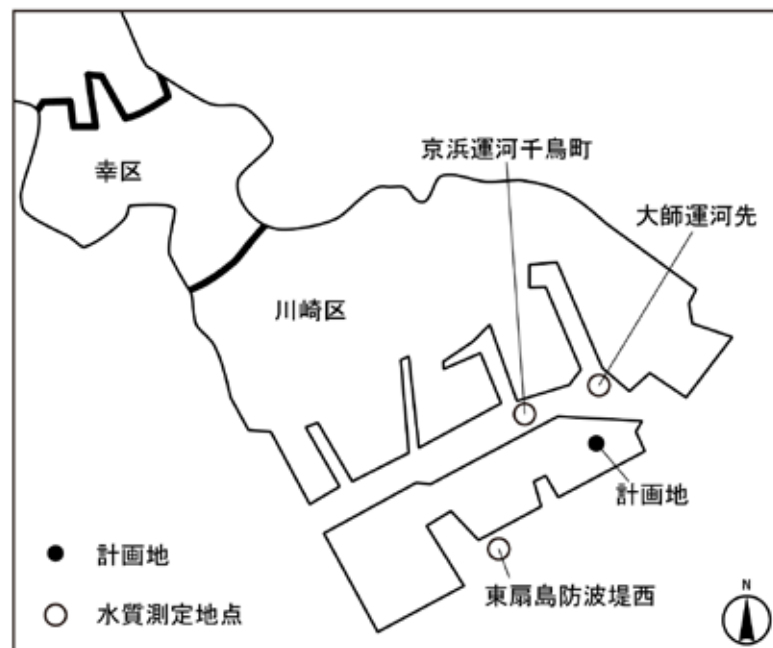 京浜運河千鳥町
幸区
大師運河先
川崎区
計画地
計画地
東扇島防波堤西
水質測定地点
N